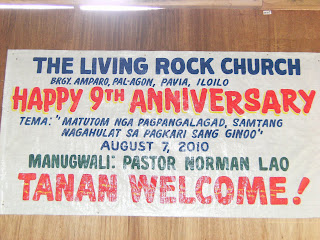 THE LIVING ROCK CHURCH
BRGY. AMPARO, PAL-AGON, PAVIA, ILOILO
HAPPY 9TH ANNIVERSARY
TEMA: "MATUTOM NGA PAGPANGALAGAD, SAMTANG
NAGAHULAT SA PAGKARI SANG GINOO"
AUGUST 7, 2010
MANUGWALI: PASTOR NORMAN LAO
TANAN WELCOME!